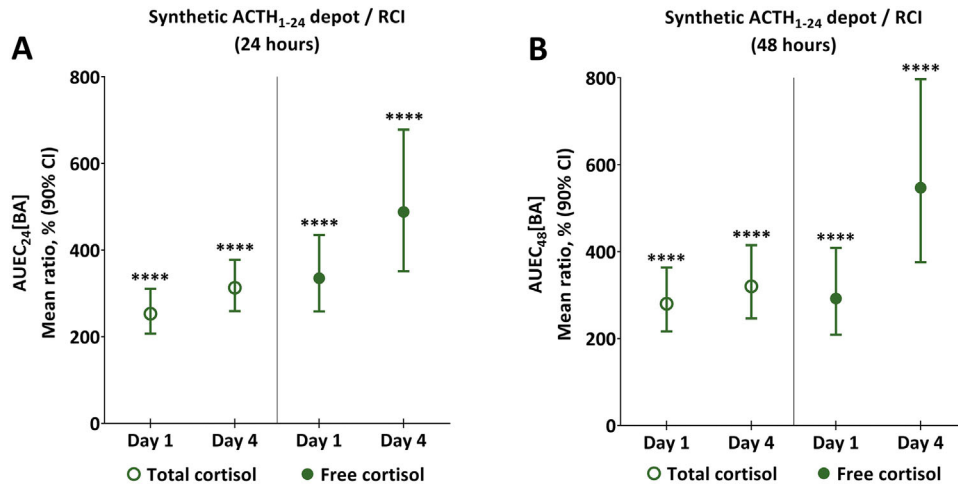 A
Synthetic ACTH1-24 depot / RCI
(24 hours)
AUEC24[BA]
Mean ratio, % (90% CI)
800
600
400
200
0
****
****
****
****
Day 1
Day 4
Day 1
Day 4
Total cortisol
Free cortisol
B
Synthetic ACTH1-24 depot / RCI
(48 hours)
AUEC48[BA]
Mean ratio, % (90% CI)
800
600
400
200
0
****
****
****
****
Day 1
Day 4
Day 1
Day 4
Total cortisol
Free cortisol